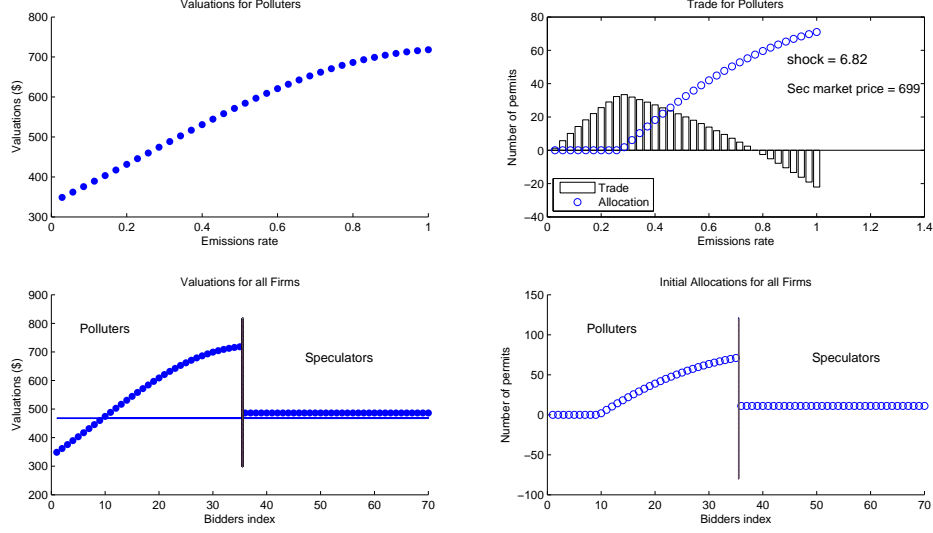 Valuations for Polluters
800
700
600
500
400
300
Valuations ($)
0
0.2
0.4
0.6
0.8
1
Emissions rate
Trade for Polluters
80
60
40
20
0
−20
−40
Number of permits
shock = 6.82
Sec market price = 699
Trade
Allocation
0
0.2
0.4
0.6
0.8
1
1.2
1.4
Emissions rate
Valuations for all Firms
900
800
700
600
500
400
300
200
Valuations ($)
Polluters
Speculators
0
10
20
30
40
50
60
70
Bidders index
Initial Allocations for all Firms
150
100
50
0
−50
−100
Number of permits
Polluters
Speculators
0
10
20
30
40
50
60
70
Bidders index